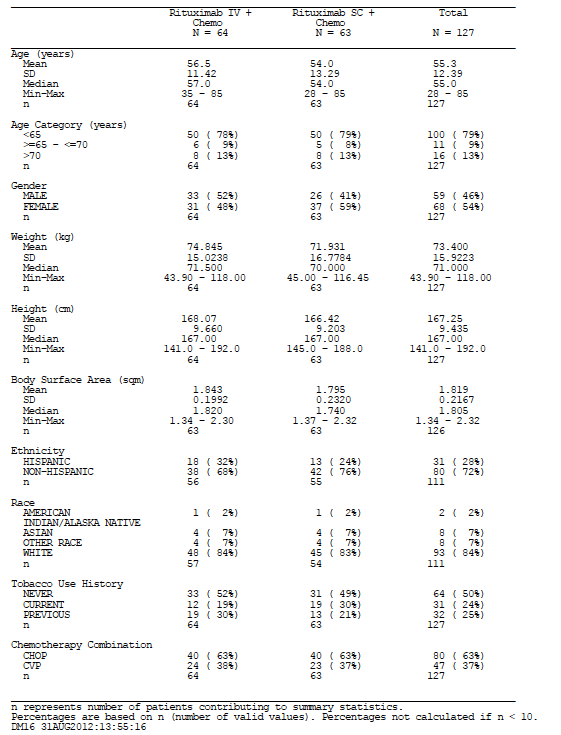 Rituximab IV + Rituximab SC + Total
Chemo Chemo
N = 64 N = 63 N = 127
Age (years)
Mean 56.5 54.0 55.3
SD 11.42 13.29 12.39
Median 57.0 54.0 55.0
Min-Max 35 - 85 28 - 85 28 - 85
n 64 63 127
Age Category (years)
<65 50 ( 78%) 50 ( 79%) 100 ( 79%)
>=65 - <=70 6 ( 9%) 5 ( 8%) 11 ( 9%)
>70 8 ( 13%) 8 ( 13%) 16 ( 13%)
n 64 63 127
Gender
MALE 33 ( 52%) 26 ( 41%) 59 ( 46%)
FEMALE 31 ( 48%) 37 ( 59%) 68 ( 54%)
n 64 63 127
Weight (kg)
Mean 74.845 71.931 73.400
SD 15.0238 16.7784 15.9223
Median 71.500 70.000 71.000
Min-Max 43.90 - 118.00 45.00 - 116.45 43.90 - 118.00
n 64 63 127
Height (cm)
Mean 168.07 166.42 167.25
SD 9.660 9.203 9.435
Median 167.00 167.00 167.00
Min-Max 141.0 - 192.0 145.0 - 188.0 141.0 - 192.0
n 64 63 127
Body Surface Area (sqm)
Mean 1.843 1.795 1.819
SD 0.1992 0.2320 0.2167
Median 1.820 1.740 1.805
Min-Max 1.34 - 2.30 1.37 - 2.32 1.34 - 2.32
n 63 63 126
Ethnicity
HISPANIC 18 ( 32%) 13 ( 24%) 31 ( 28%)
NON-HISPANIC 38 ( 68%) 42 ( 76%) 80 ( 72%)
n 56 55 111
Race
AMERICAN 1 ( 2%) 1 ( 2%) 2 ( 2%)
INDIAN/ALASKA NATIVE
ASIAN 4 ( 7%) 4 ( 7%) 8 ( 7%)
OTHER RACE 4 ( 7%) 4 ( 7%) 8 ( 7%)
WHITE 48 ( 84%) 45 ( 83%) 93 ( 84%)
n 57 54 111
Tobacco Use History
NEVER 33 ( 52%) 31 ( 49%) 64 ( 50%)
CURRENT 12 ( 19%) 19 ( 30%) 31 ( 24%)
PREVIOUS 19 ( 30%) 13 ( 21%) 32 ( 25%)
n 64 63 127
Chemotherapy Combination
CHOP 40 ( 63%) 40 ( 63%) 80 ( 63%)
CVP 24 ( 38%) 23 ( 37%) 47 ( 37%)
n 64 63 127
n represents number of patients contributing to summary statistics.
Percentages are based on n (number of valid values). Percentages not calculated if n < 10.
DM16 31AUG2012:13:55:16